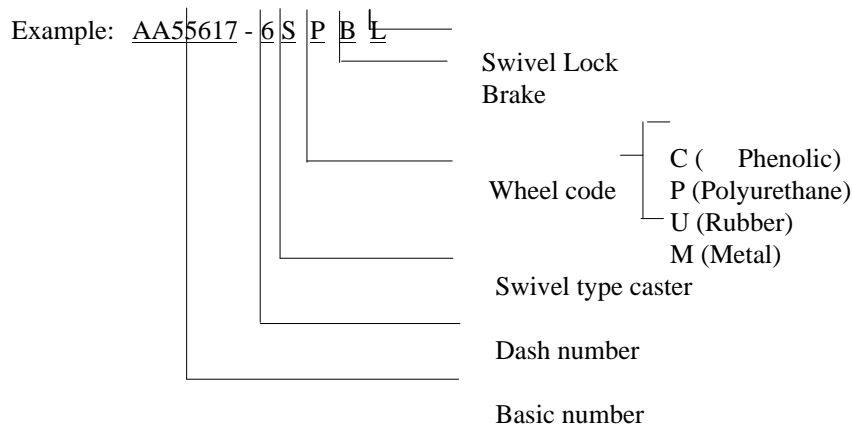 Example: AA55617 - 6 S P B L
Swivel Lock
Brake
C ( Phenolic)
Wheel code P (Polyurethane)
U (Rubber)
M (Metal)
Swivel type caster
Dash number
Basic number